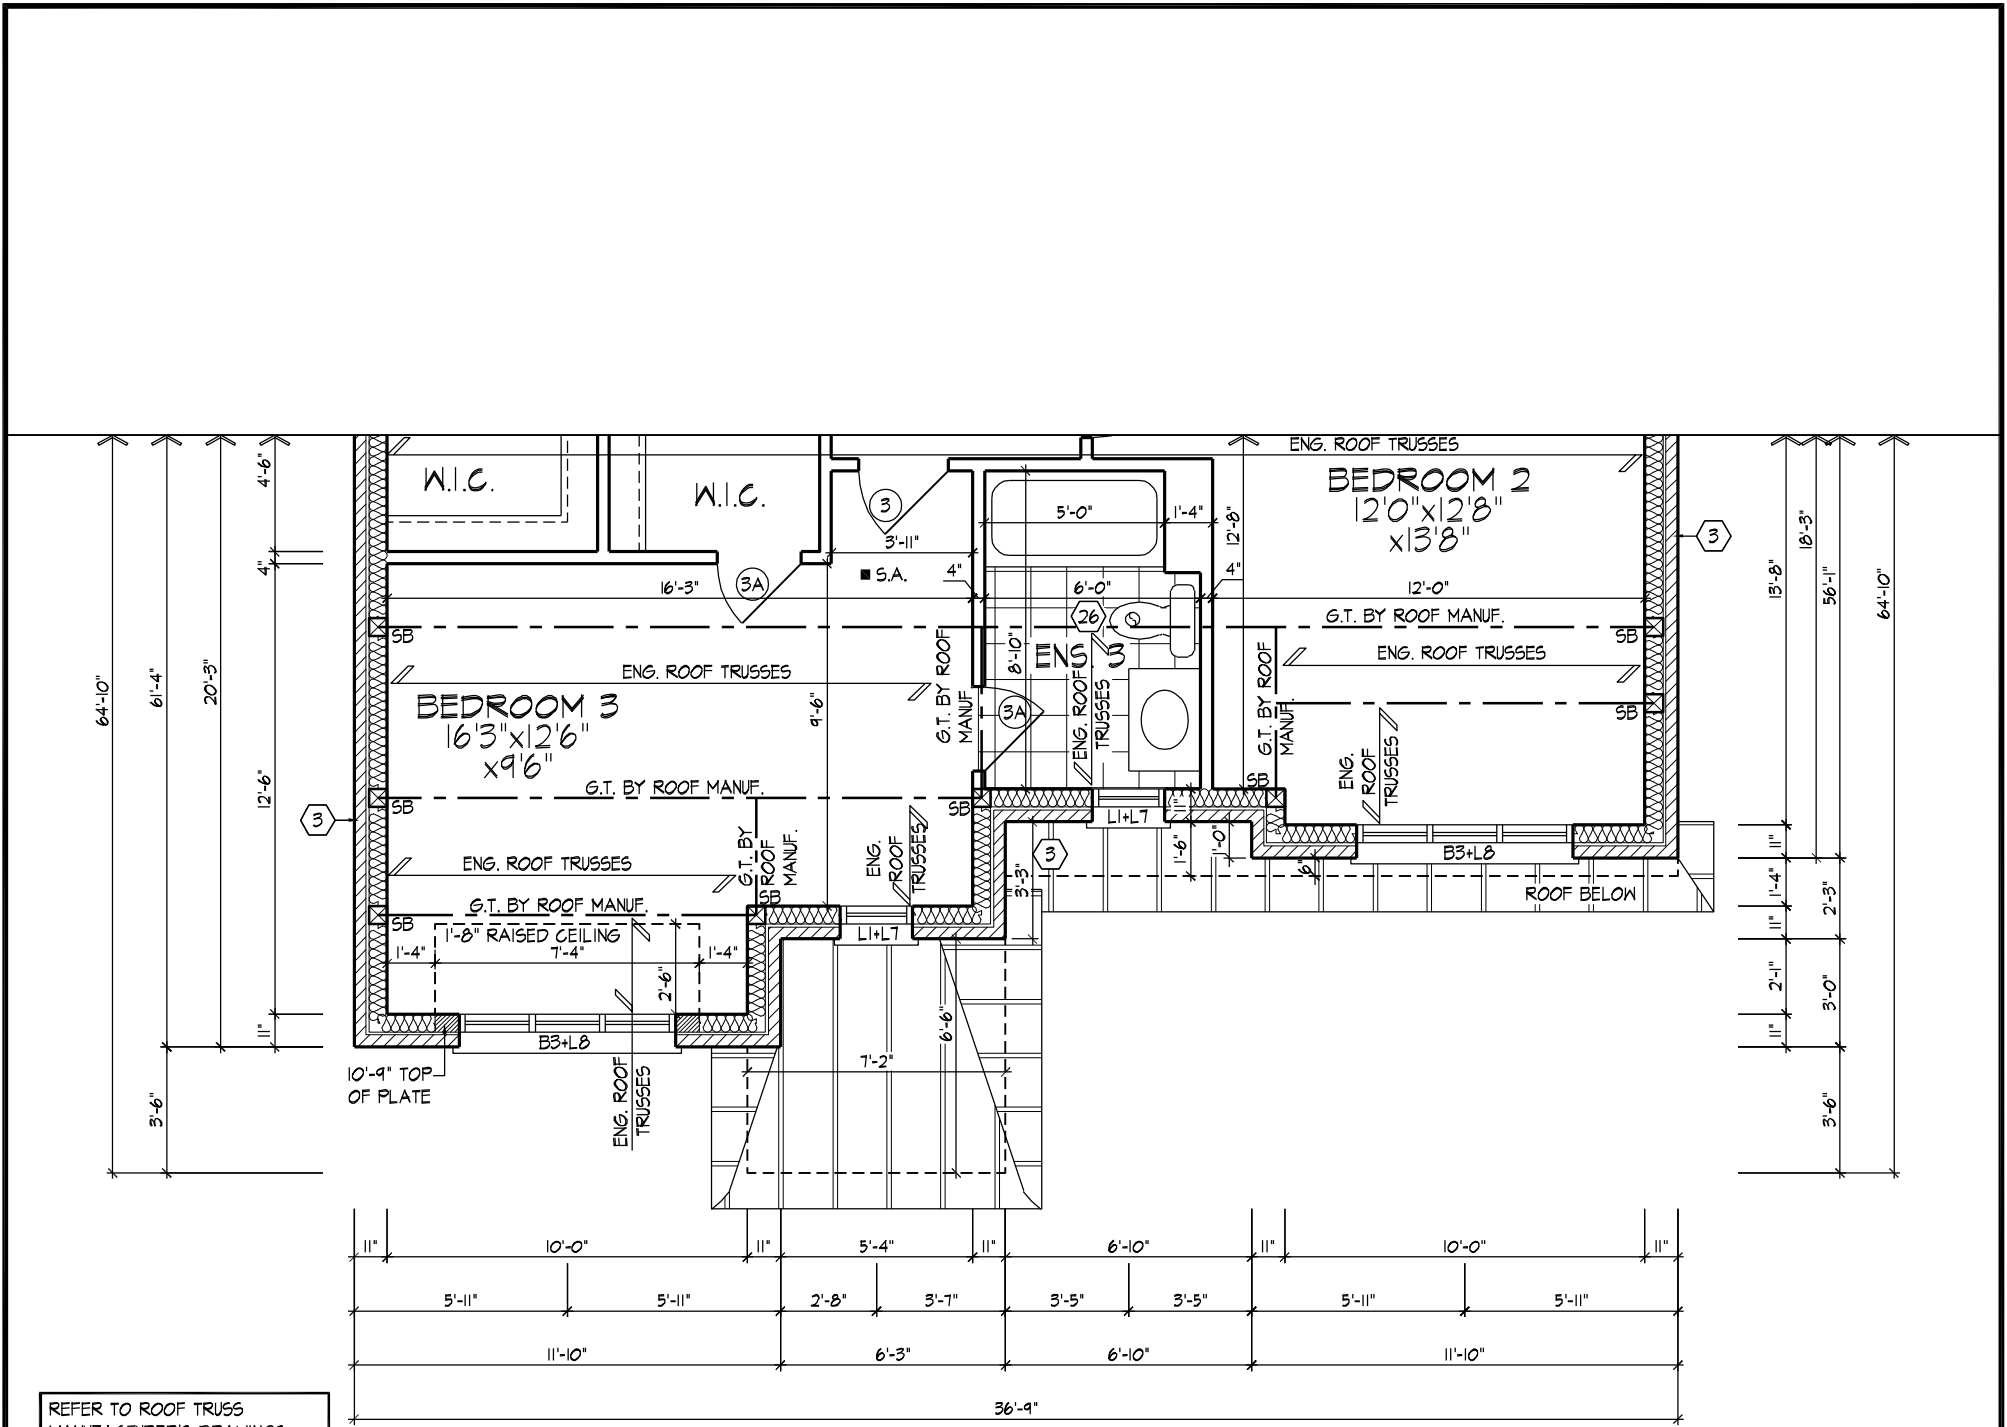 ENG. ROOF TRUSSES
4'-6"
W.I.C.
W.I.C.
BEDROOM 2
12'0"x12'8"
x13'8"
3
5'-0"
1'-4"
12'-8"
18'-3"
3
3'-11"
4"
S.A.
4"
4"
13'-8"
56'-1"
64'-10"
3A
16'-3"
6'-0"
12'-0"
26
G.T. BY ROOF MANUF.
SB
SB
8'-10"
ENS. 3
ENG. ROOF TRUSSES
64'-10"
61'-4"
20'-3"
ENG. ROOF TRUSSES
G.T. BY ROOF
MANUF
ENG. ROOF
TRUSSES
G.T. BY ROOF
MANUF.
BEDROOM 3
16'3"x12'6"
x9'6"
9'-6"
3A
SB
ENG.
ROOF
TRUSSES
12'-6"
G.T. BY ROOF MANUF.
SB
SB
SB
3
L1+L7
11"
1'-6"
1'-0"
11"
G.T. BY
ROOF
MANUF.
ENG.
ROOF
TRUSSES
3
B3+L8
6"
ENG. ROOF TRUSSES
3'-3"
ROOF BELOW
1'-4"
2'-3"
G.T. BY ROOF MANUF.
SB
SB
11"
1'-8" RAISED CEILING
L1+L7
1'-4"
7'-4"
1'-4"
2'-6"
2'-1"
3'-0"
11"
B3+L8
6'-6"
11"
10'-9" TOP
OF PLATE
7'-2"
ENG. ROOF
TRUSSES
3'-6"
3'-6"
11"
10'-0"
11"
5'-4"
11"
6'-10"
11"
10'-0"
11"
5'-11"
5'-11"
2'-8"
3'-7"
3'-5"
3'-5"
5'-11"
5'-11"
11'-10"
6'-3"
6'-10"
11'-10"
36'-9"
REFER TO ROOF TRUSS